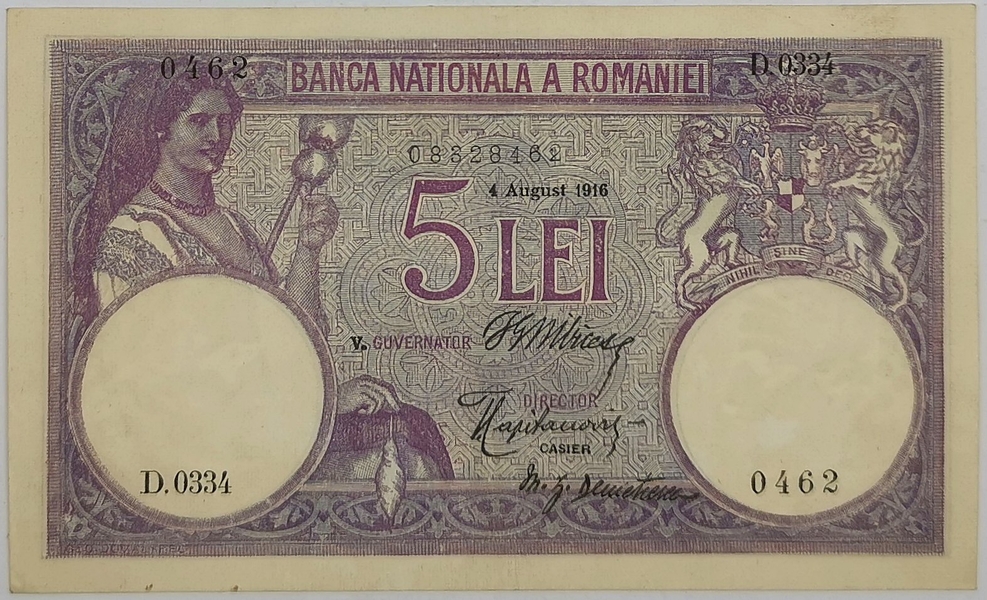 0462 BANCA NATIONALA A ROMANIEI D.0334
08328462
4 August 1916
5 LEI
NIHIL SINE DEO
V. GUVERNATOR
DIRECTOR
CASIER
D.0334 0462